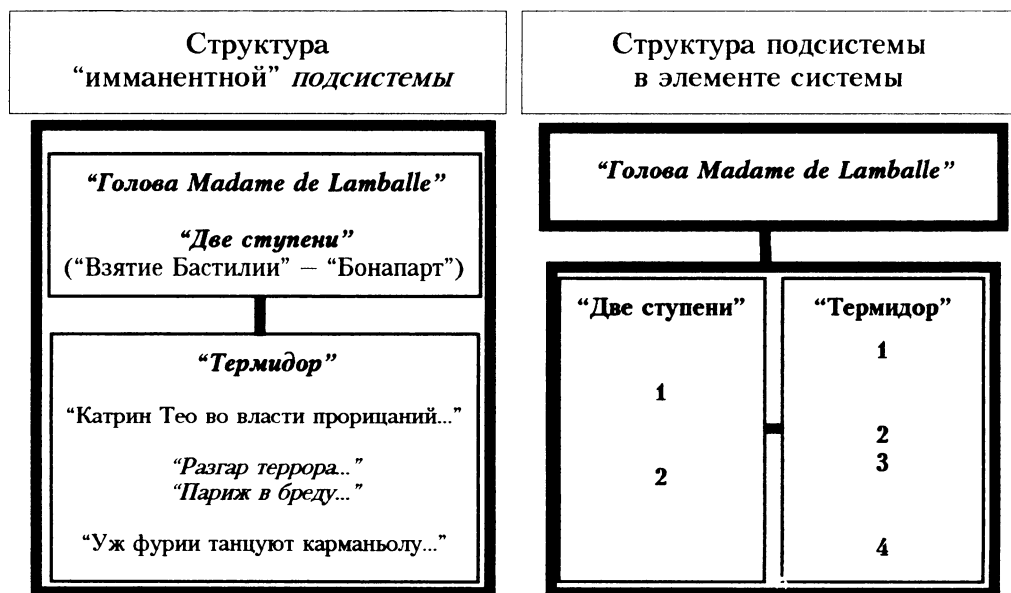 Структура
“имманентной” подсистемы
“Голова Madame de Lamballe”
“Две ступени”
(“Взятие Бастилии” – “Бонапарт”)
“Термидор”
“Катрин Тео во власти прорицаний...”
“Разгар террора...”
“Париж в бреду...”
“Уж фурии танцуют карманьолу...”
Структура подсистемы
в элементе системы
“Голова Madame de Lamballe”
“Две ступени”
1
2
“Термидор”
1
2
3
4